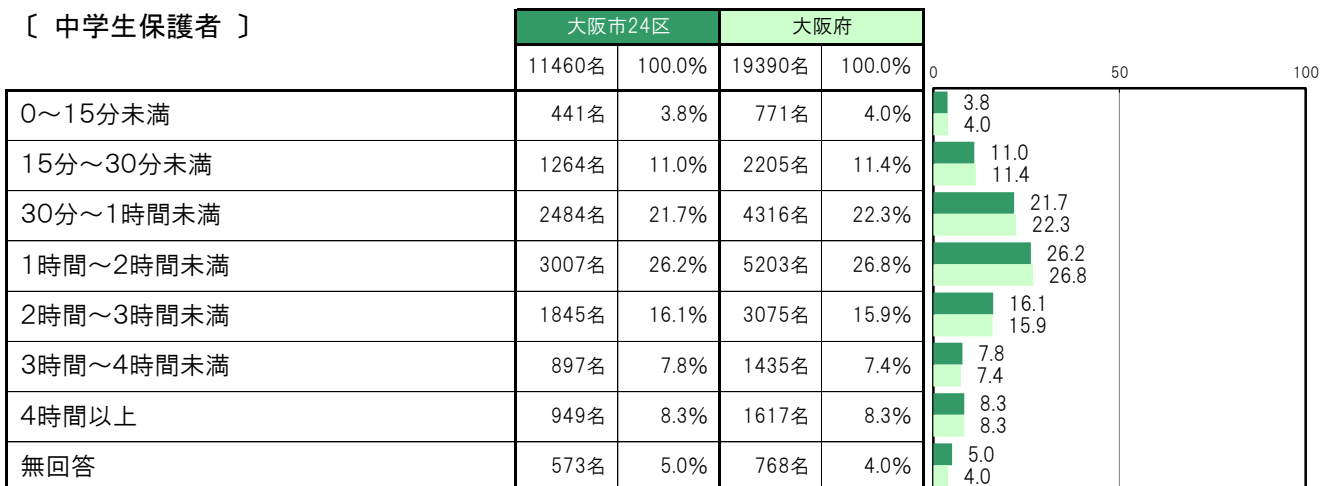 〔 中学生保護者 〕
大阪市24区 大阪府
11460名 100.0% 19390名 100.0%
0 50 100
0～15分未満 441名 3.8% 771名 4.0%
3.8
4.0
15分～30分未満 1264名 11.0% 2205名 11.4%
11.0
11.4
30分～1時間未満 2484名 21.7% 4316名 22.3%
21.7
22.3
1時間～2時間未満 3007名 26.2% 5203名 26.8%
26.2
26.8
2時間～3時間未満 1845名 16.1% 3075名 15.9%
16.1
15.9
3時間～4時間未満 897名 7.8% 1435名 7.4%
7.8
7.4
4時間以上 949名 8.3% 1617名 8.3%
8.3
8.3
無回答 573名 5.0% 768名 4.0%
5.0
4.0